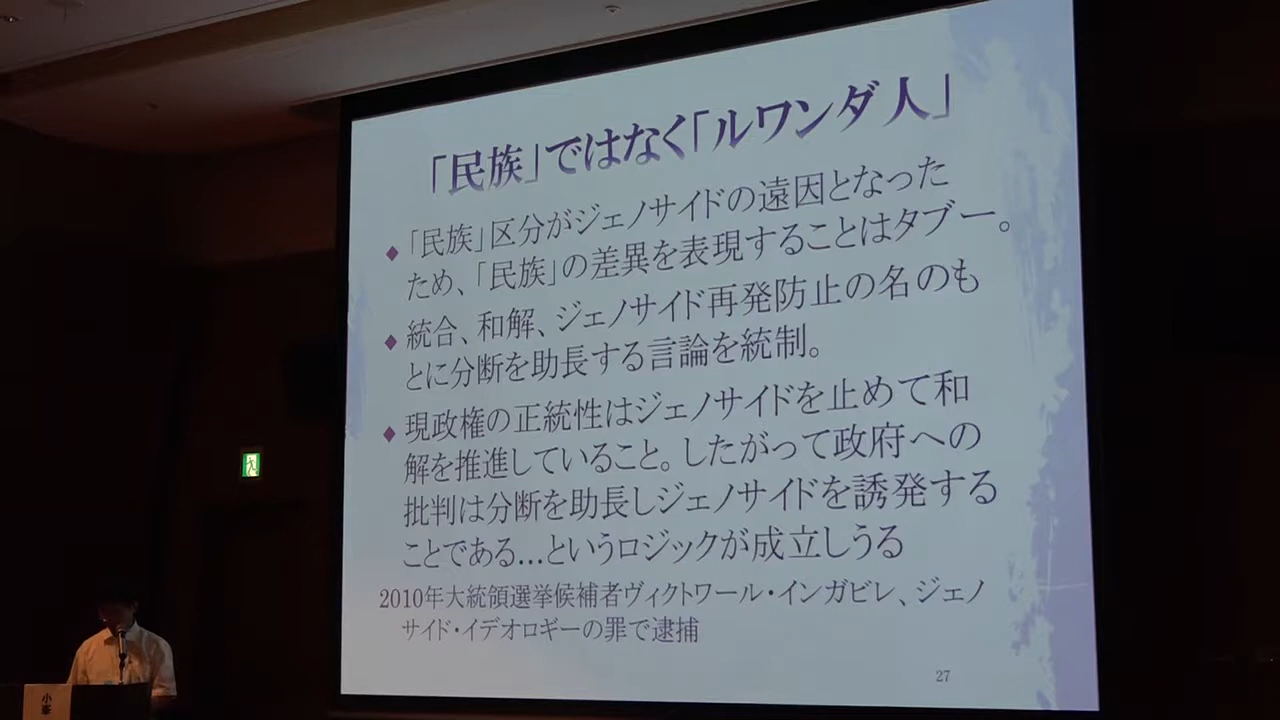 「民族」ではなく「ルワンダ人」
◆「民族」区分がジェノサイドの遠因となった
ため、「民族」の差異を表現することはタブー。
◆統合、和解、ジェノサイド再発防止の名のも
とに分断を助長する言論を統制。
◆現政権の正統性はジェノサイドを止めて和
解を推進していること。したがって政府への
批判は分断を助長しジェノサイドを誘発する
ことである…というロジックが成立しうる
2010年大統領選挙候補者ヴィクトワール・インガビレ、ジェノ
サイド・イデオロギーの罪で逮捕
27
小峯